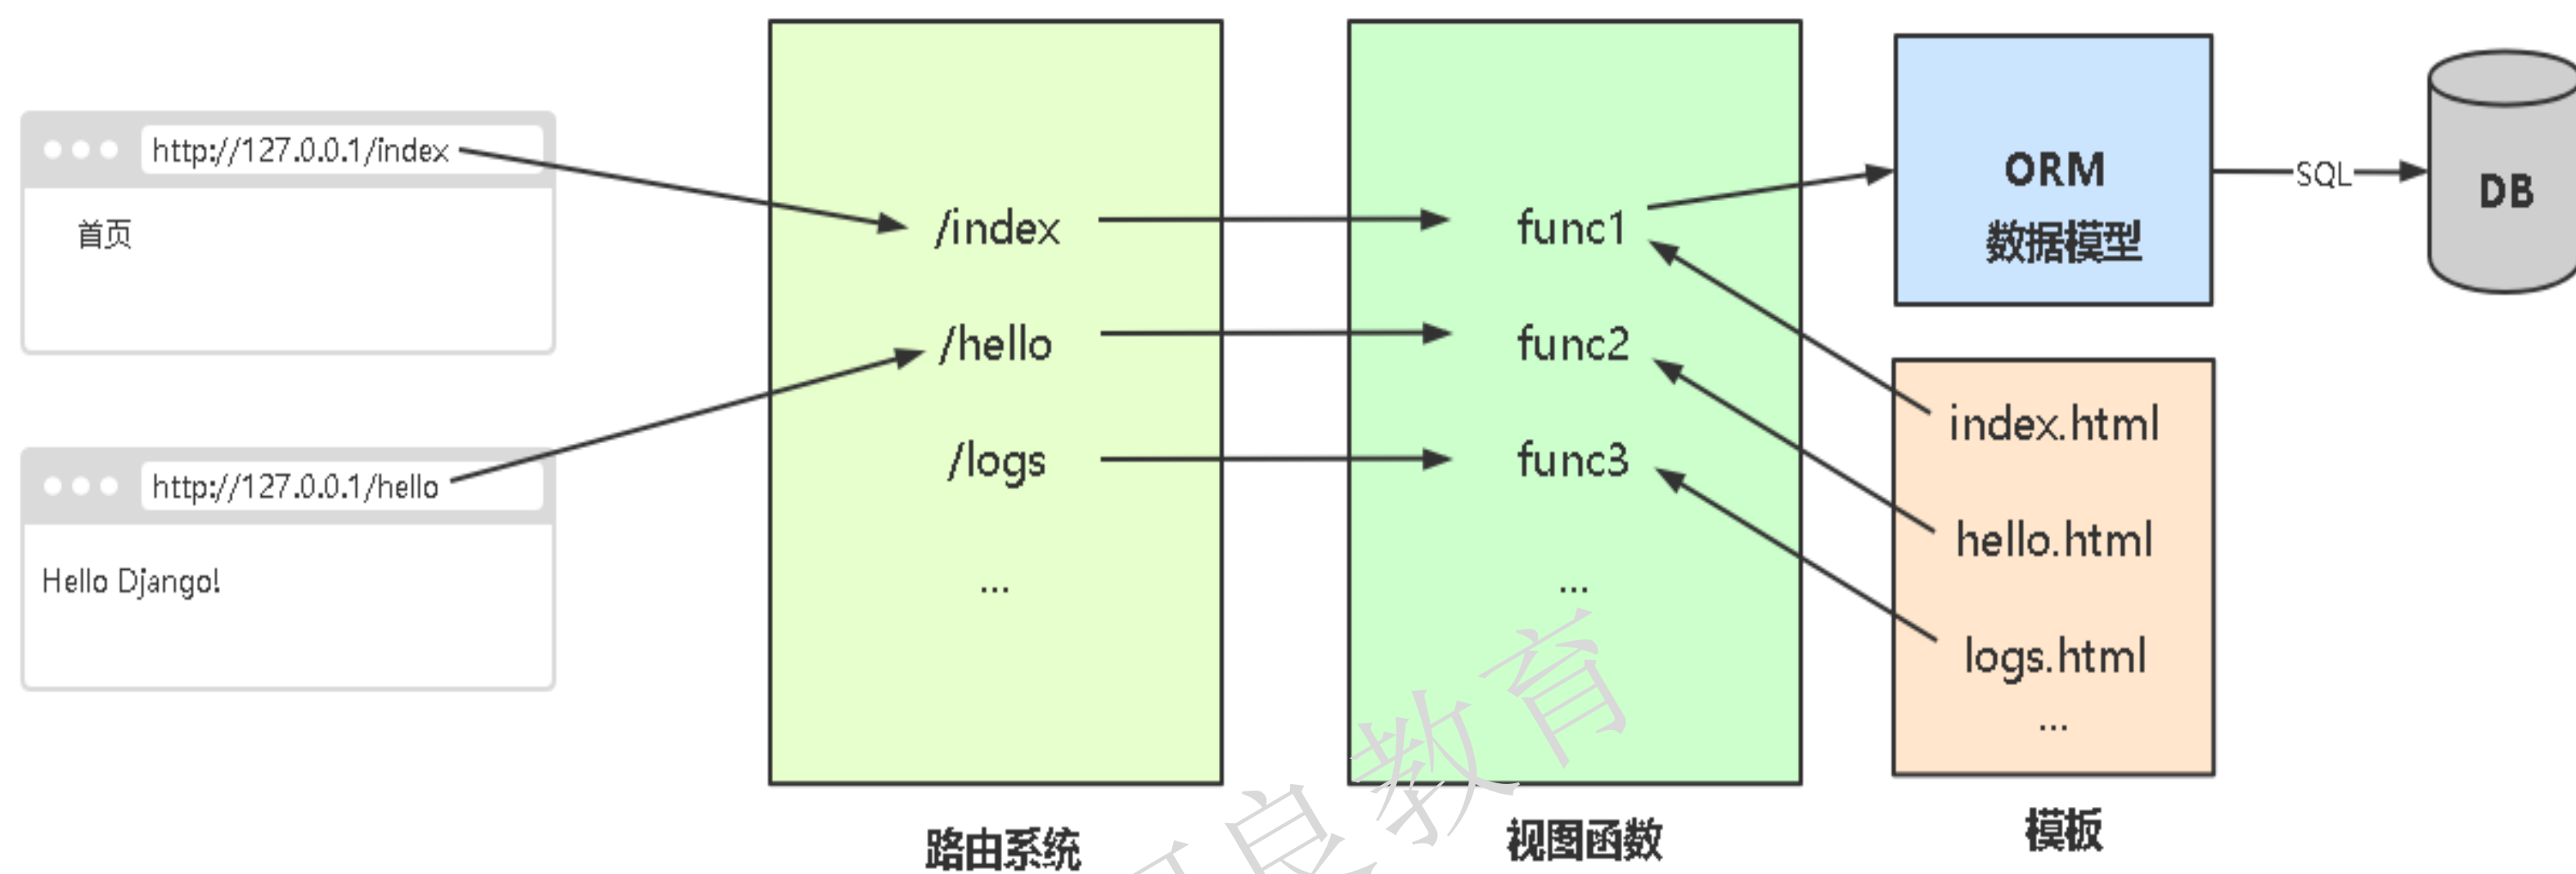 http://127.0.0.1/index
首页
http://127.0.0.1/hello
Hello Django!
/index
/hello
/logs
...
路由系统
func1
func2
func3
...
视图函数
ORM
数据模型
SQL
DB
index.html
hello.html
logs.html
...
模板
良教育